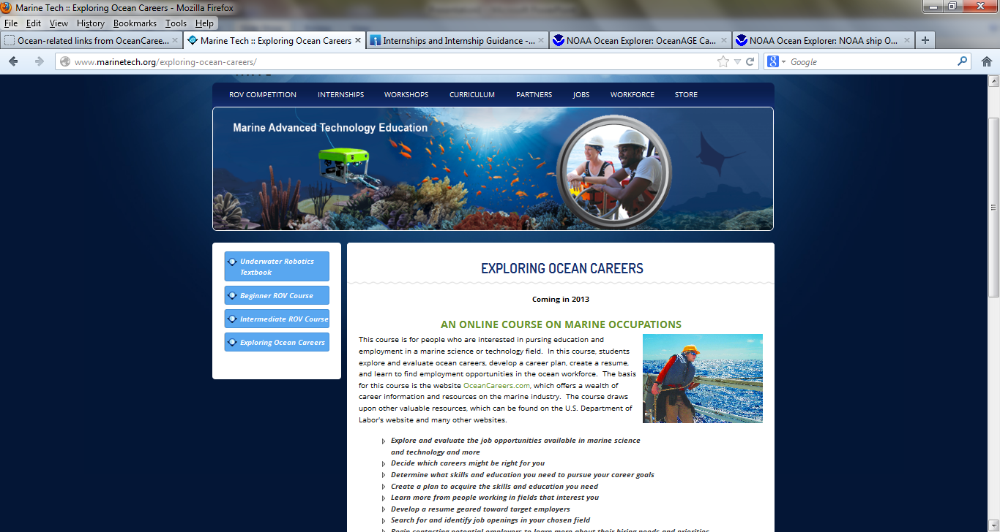 Marine Tech :: Exploring Ocean Careers - Mozilla Firefox
File Edit View History Bookmarks Tools Help
Ocean-related links from OceanCaree...
Marine Tech :: Exploring Ocean Careers
Internships and Internship Guidance -...
NOAA Ocean Explorer: OceanAGE Ca...
NOAA Ocean Explorer: NOAA ship O...
www.marinetech.org/exploring-ocean-careers/
8 Google
ROV COMPETITION INTERNSHIPS WORKSHOPS CURRICULUM PARTNERS JOBS WORKFORCE STORE
Marine Advanced Technology Education
Underwater Robotics
Textbook
Beginner ROV Course
Intermediate ROV Course
Exploring Ocean Careers
EXPLORING OCEAN CAREERS
Coming in 2013
AN ONLINE COURSE ON MARINE OCCUPATIONS
This course is for people who are interested in pursing education and
employment in a marine science or technology field. In this course, students
explore and evaluate ocean careers, develop a career plan, create a resume,
and learn to find employment opportunities in the ocean workforce. The basis
for this course is the website OceanCareers.com, which offers a wealth of
career information and resources on the marine industry. The course draws
upon other valuable resources, which can be found on the U.S. Department of
Labor's website and many other websites.
Explore and evaluate the job opportunities available in marine science
and technology and more
Decide which careers might be right for you
Determine what skills and education you need to pursue your career goals
Create a plan to acquire the skills and education you need
Learn more from people working in fields that interest you
Develop a resume geared toward target employers
Search for and identify job openings in your chosen field
Begin contacting potential employers to learn more about their hiring needs and priorities